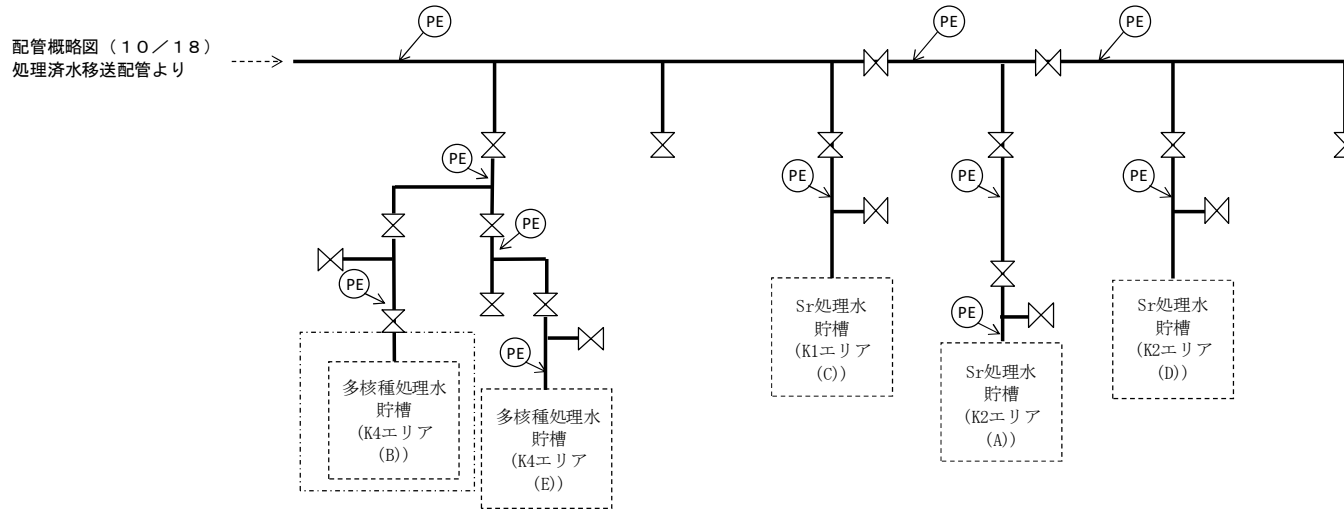 PE
PE
PE
配管概略図（１０／１８）
処理済水移送配管より
PE
PE
PE
PE
PE
PE
PE
PE
PE
Sr処理水
貯槽
(K1エリア
(C))
Sr処理水
貯槽
(K2エリア
(A))
Sr処理水
貯槽
(K2エリア
(D))
多核種処理水
貯槽
(K4エリア
(B))
多核種処理水
貯槽
(K4エリア
(E))